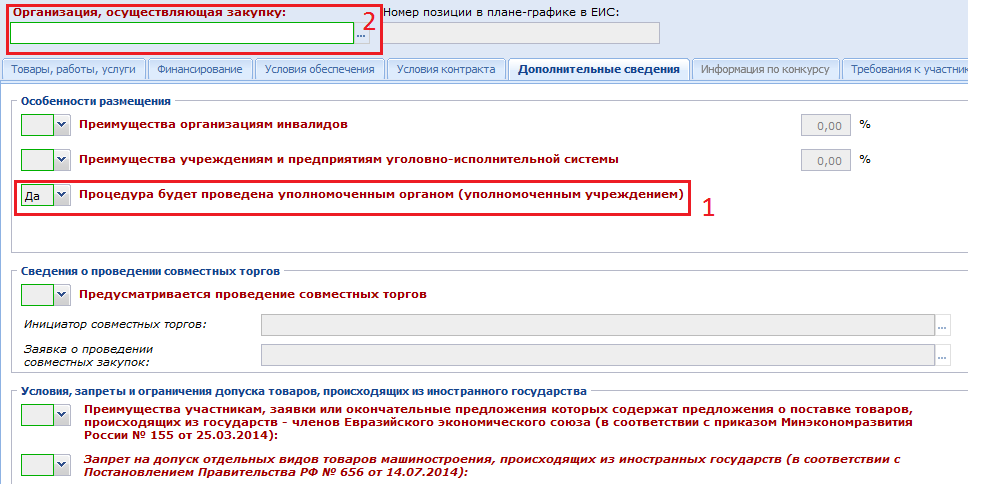 Организация, осуществляющая закупку: Номер позиции в плане-графике в ЕИС:
... 2
Товары, работы, услуги Финансирование Условия обеспечения Условия контракта Дополнительные сведения Информация по конкурсу Требования к участник
Особенности размещения
Преимущества организациям инвалидов 0,00 %
Преимущества учреждениям и предприятиям уголовно-исполнительной системы 0,00 %
Да Процедура будет проведена уполномоченным органом (уполномоченным учреждением) 1
Сведения о проведении совместных торгов
Предусматривается проведение совместных торгов
Инициатор совместных торгов: ...
Заявка о проведении
совместных закупок: ...
Условия, запреты и ограничения допуска товаров, происходящих из иностранного государства
Преимущества участникам, заявки или окончательные предложения которых содержат предложения о поставке товаров,
происходящих из государств - членов Евразийского экономического союза (в соответствии с приказом Минэкономразвития
России № 155 от 25.03.2014):
Запрет на допуск отдельных видов товаров машиностроения, происходящих из иностранных государств (в соответствии с
Постановлением Правительства РФ № 656 от 14.07.2014):